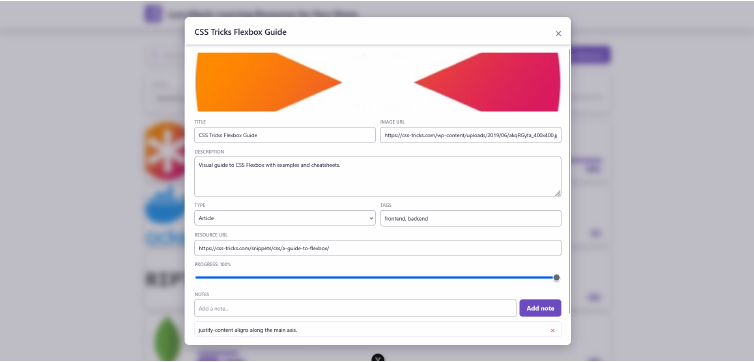 CSS Tricks Flexbox Guide
TITLE
IMAGE URL
CSS Tricks Flexbox Guide
https://css-tricks.com/wp-content/uploads/2019/06/akqRGyta_400x400.j
DESCRIPTION
Visual guide to CSS Flexbox with examples and cheatsheets.
TYPE
TAGS
Article
frontend, backend
RESOURCE URL
https://css-tricks.com/snippets/css/a-guide-to-flexbox/
PROGRESS: 100%
NOTES
Add a note...
Add note
justify-content aligns along the main axis.